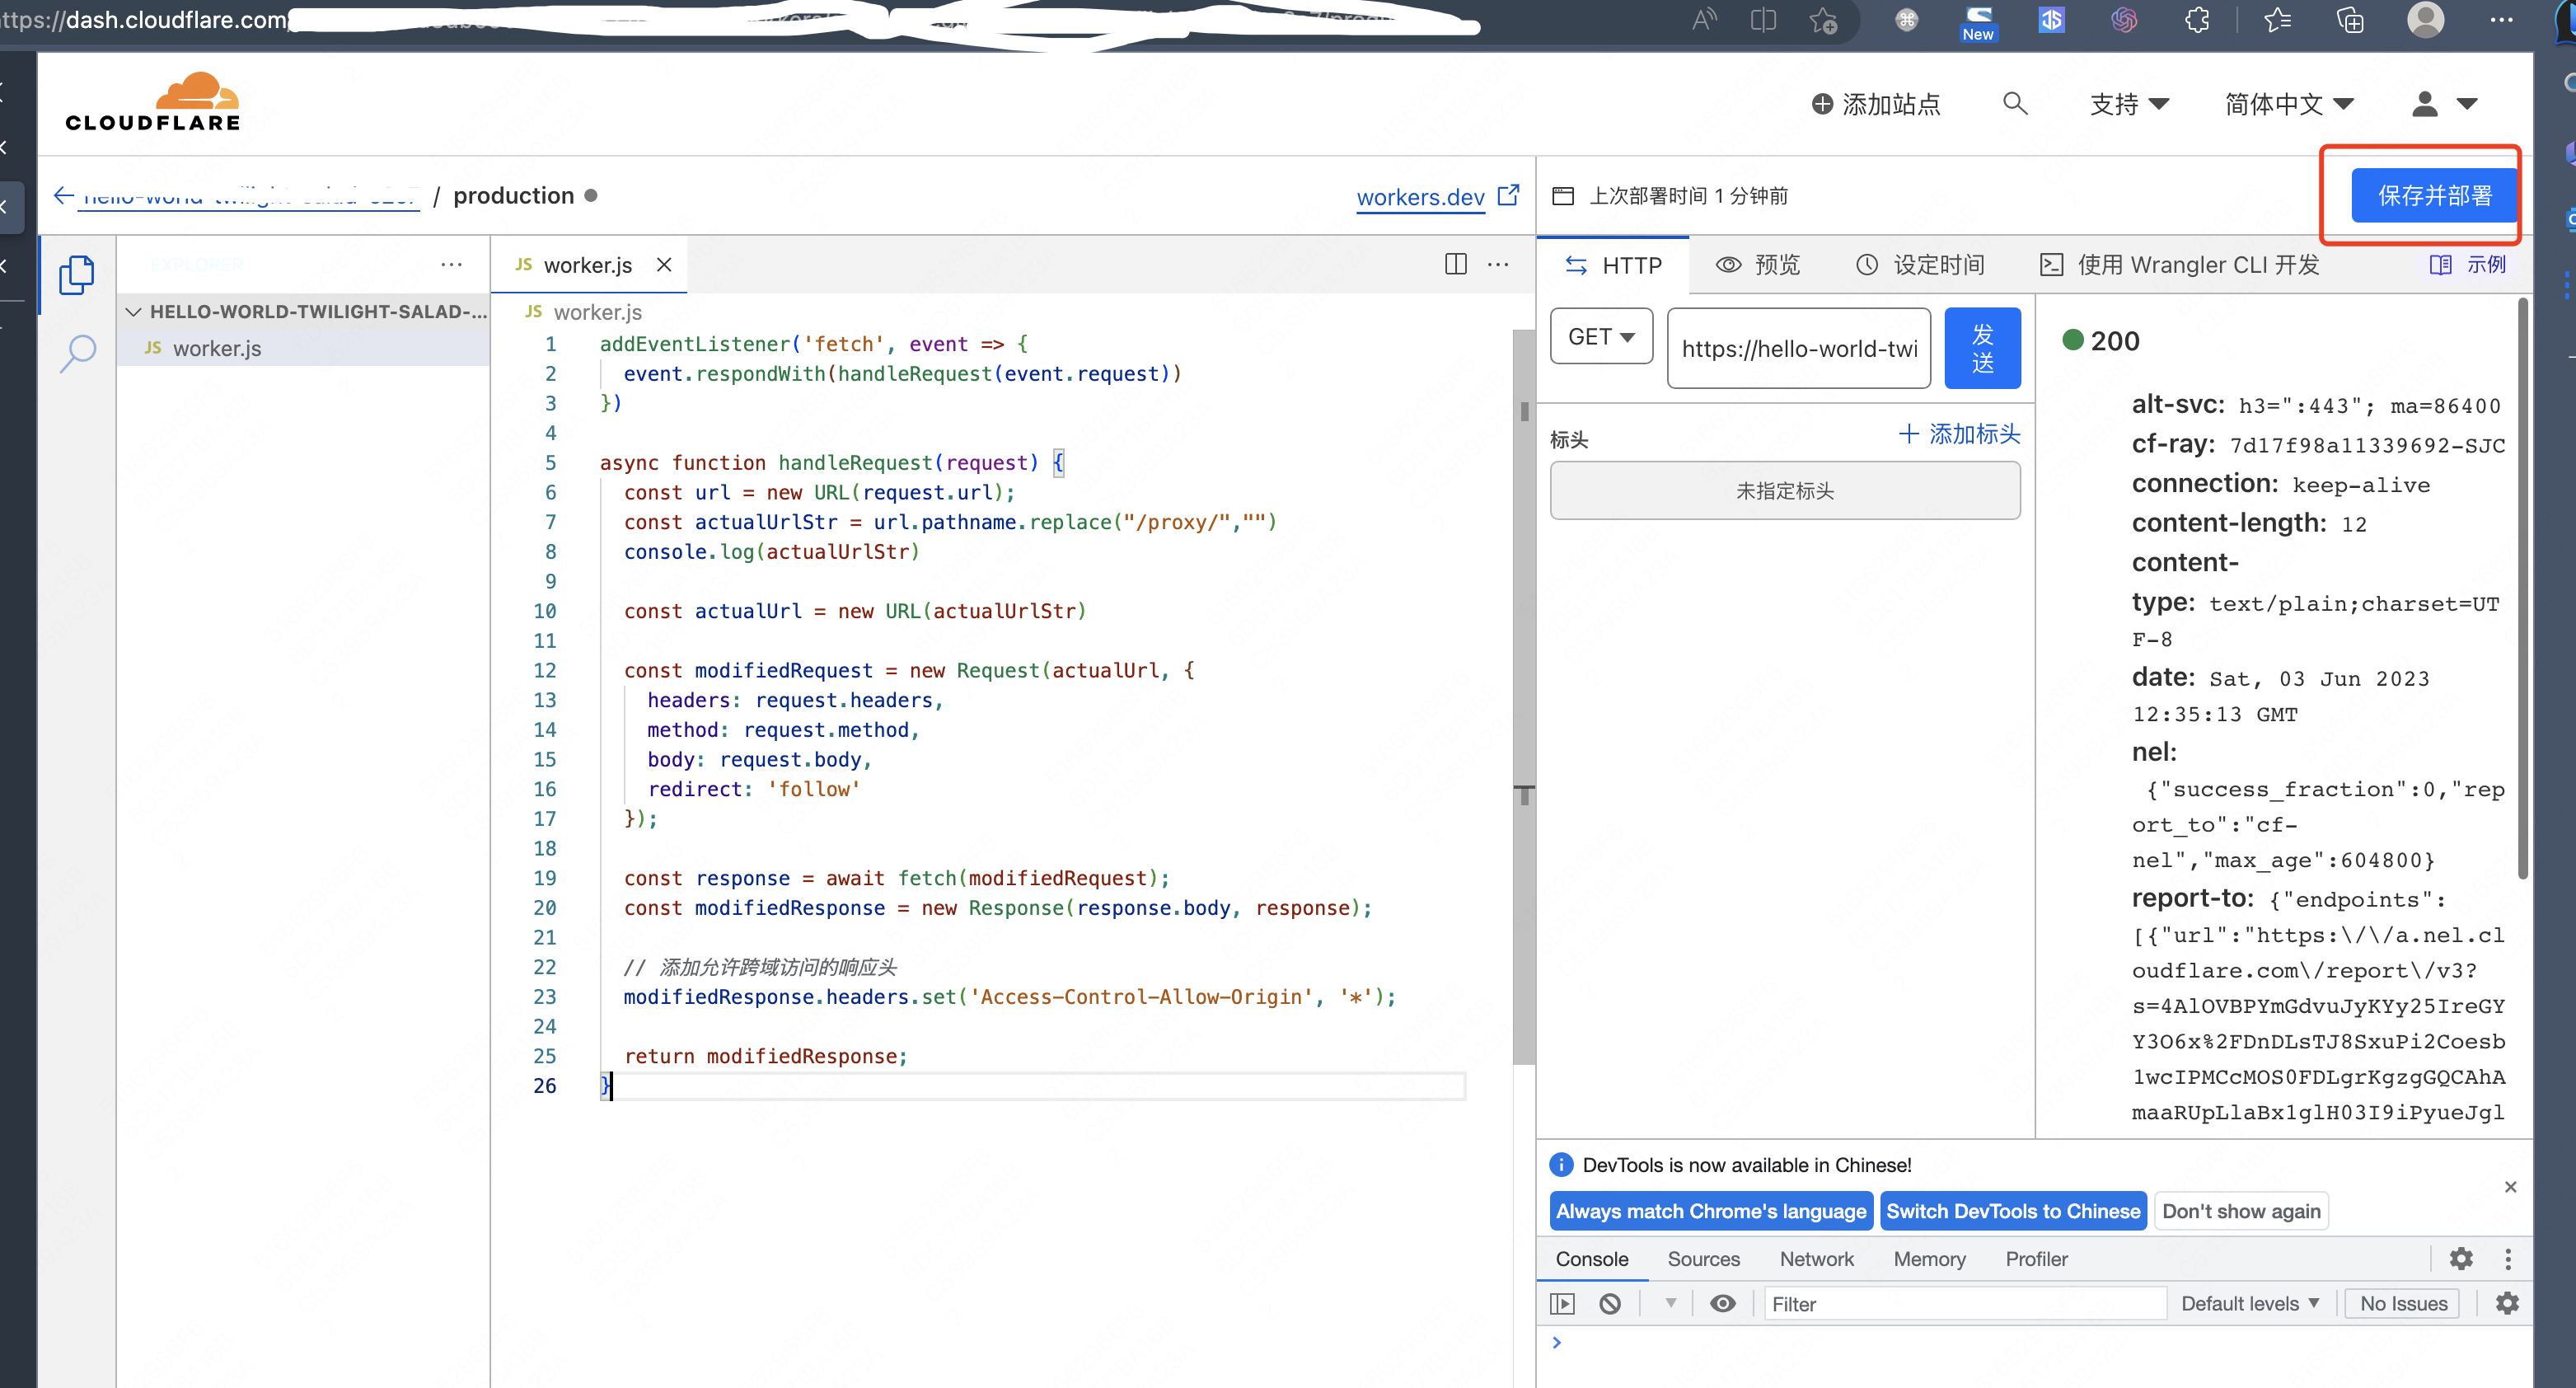 ttps://dash.cloudflare.com
New
CLOUDFLARE
添加站点
支持
简体中文
/ production
workers.dev
上次部署时间 1 分钟前
保存并部署
EXPLORER
HELLO-WORLD-TWILIGHT-SALAD-...
JS worker.js
JS worker.js
JS worker.js
1 addEventListener('fetch', event => {
2 event.respondWith(handleRequest(event.request))
3 })
4
5 async function handleRequest(request) {
6 const url = new URL(request.url);
7 const actualUrlStr = url.pathname.replace("/proxy/","")
8 console.log(actualUrlStr)
9
10 const actualUrl = new URL(actualUrlStr)
11
12 const modifiedRequest = new Request(actualUrl, {
13 headers: request.headers,
14 method: request.method,
15 body: request.body,
16 redirect: 'follow'
17 });
18
19 const response = await fetch(modifiedRequest);
20 const modifiedResponse = new Response(response.body, response);
21
22 // 添加允许跨域访问的响应头
23 modifiedResponse.headers.set('Access-Control-Allow-Origin', '*');
24
25 return modifiedResponse;
26 }
HTTP
预览
设定时间
使用 Wrangler CLI 开发
示例
GET
https://hello-world-twi
发送
标头
添加标头
未指定标头
200
alt-svc: h3=":443"; ma=86400
cf-ray: 7d17f98a11339692-SJC
connection: keep-alive
content-length: 12
content-
type: text/plain;charset=UT
F-8
date: Sat, 03 Jun 2023
12:35:13 GMT
nel:
{"success_fraction":0,"rep
ort_to":"cf-
nel","max_age":604800}
report-to: {"endpoints":
[{"url":"https:\/\/a.nel.cl
oudflare.com\/report\/v3?
s=4AlOVBPYmGdvuJyKYy25IreGY
Y3O6x%2FDnDLsTJ8SxuPi2Coesb
1wcIPMCcMOS0FDLgrKgzgGQCAhA
maaRUpLlaBx1glH03I9iPyueJgl
DevTools is now available in Chinese!
Always match Chrome's language
Switch DevTools to Chinese
Don't show again
Console
Sources
Network
Memory
Profiler
Filter
Default levels
No Issues